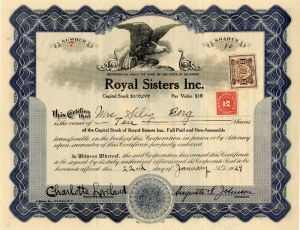 NUMBER
SHARES
10
INCORPORATED UNDER THE LAWS OF THE STATE OF DELAWARE
Royal Sisters Inc.
Capital Stock $100,000
Par Value $10
This Certifies that Mrs. Berg
is the owner of Ten
Shares
of the Capital Stock of Royal Sisters Inc. Full Paid and Non-Assessable
transferable on the books of the Corporation in person or by Attorney
upon surrender of this Certificate properly endorsed.
In Witness Whereof, the said Corporation has caused this Certificate
to be signed by its duly authorized officers and its Corporate Seal to
be hereunto affixed this 22nd day of January
Augusta S. Johnson